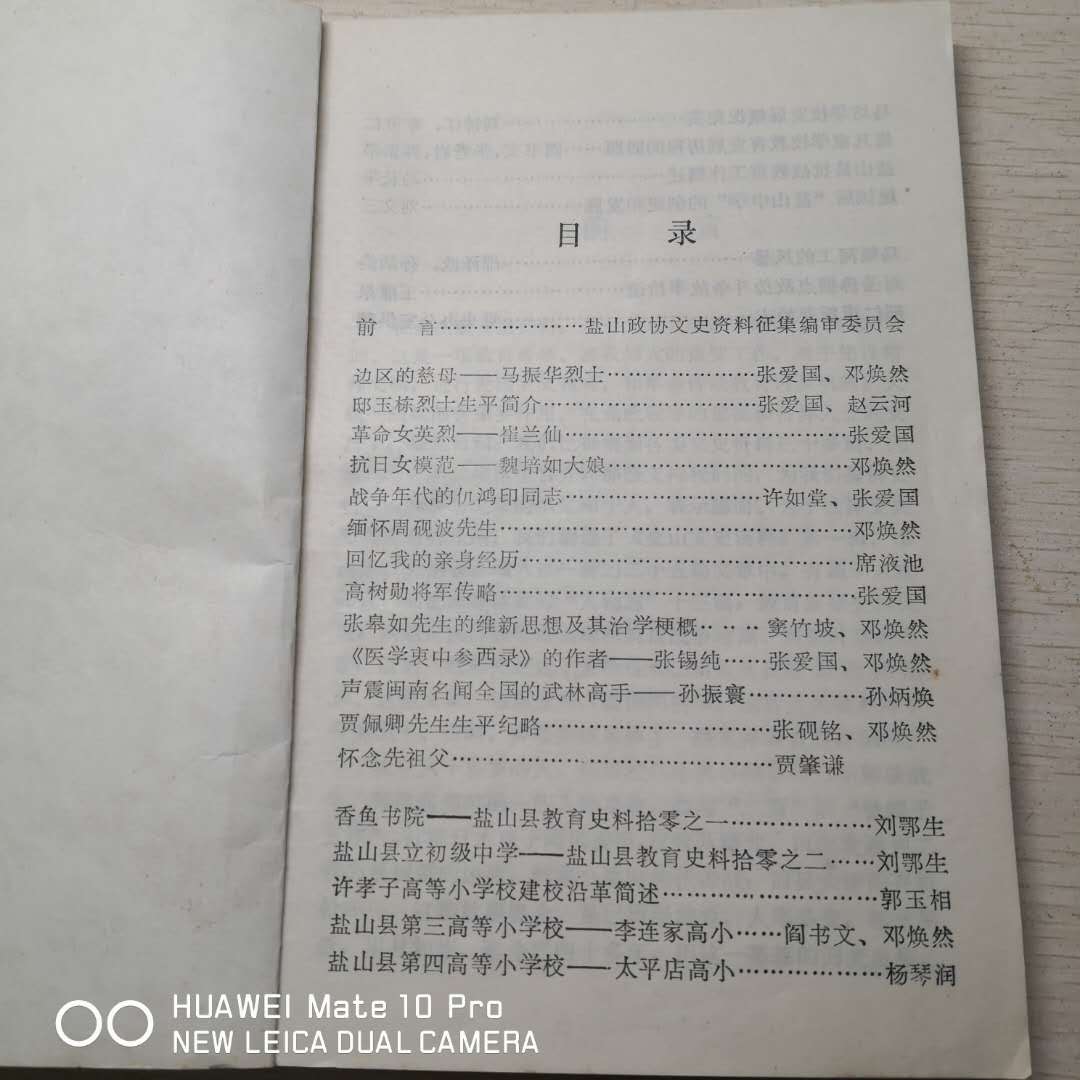 目 录
前 言………………盐山政协文史资料征集编审委员会
边区的慈母——马振华烈士…………………张爱国、邓焕然
邸玉栋烈士生平简介……………………………张爱国、赵云河
革命女英烈——崔兰仙……………………………………张爱国
抗日女模范——魏培如大娘………………………………邓焕然
战争年代的仉鸿印同志…………………………许如堂、张爱国
缅怀周砚波先生……………………………………………邓焕然
回忆我的亲身经历…………………………………………席液池
高树勋将军传略……………………………………………张爱国
张皋如先生的维新思想及其治学梗概……窦竹坡、邓焕然
《医学衷中参西录》的作者——张锡纯……张爱国、邓焕然
声震闽南名闻全国的武林高手——孙振寰……………孙炳焕
贾佩卿先生生平纪略……………………………张砚铭、邓焕然
怀念先祖父…………………………………………贾肇谦
香鱼书院——盐山县教育史料拾零之一………………刘鄂生
盐山县立初级中学——盐山县教育史料拾零之二……刘鄂生
许孝子高等小学校建校沿革简述………………………郭玉相
盐山县第三高等小学校——李连家高小……阎书文、邓焕然
盐山县第四高等小学校——太平店高小………………杨琴润
HUAWEI Mate 10 Pro
NEW LEICA DUAL CAMERA